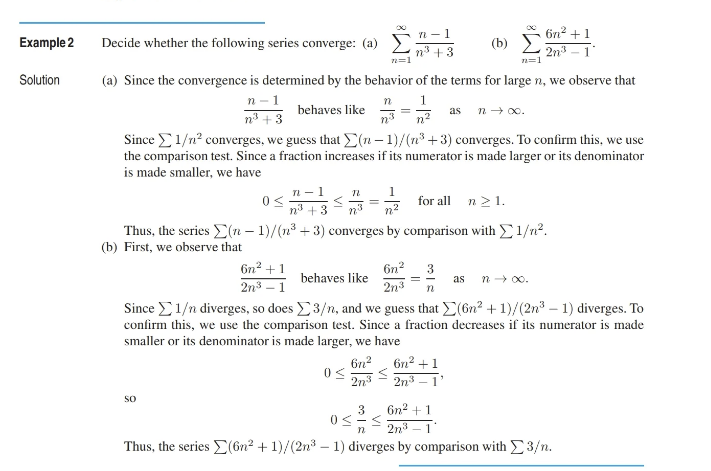 Example 2 Decide whether the following series converge: (a) $\sum_{n=1}^{\infty} \frac{n-1}{n^3+3}$ (b) $\sum_{n=1}^{\infty} \frac{6n^2+1}{2n^3-1}$.
Solution (a) Since the convergence is determined by the behavior of the terms for large $n$, we observe that
$\frac{n-1}{n^3+3}$ behaves like $\frac{n}{n^3} = \frac{1}{n^2}$ as $n \to \infty$.
Since $\sum 1/n^2$ converges, we guess that $\sum (n-1)/(n^3+3)$ converges. To confirm this, we use
the comparison test. Since a fraction increases if its numerator is made larger or its denominator
is made smaller, we have
$0 \leq \frac{n-1}{n^3+3} \leq \frac{n}{n^3} = \frac{1}{n^2}$ for all $n \geq 1$.
Thus, the series $\sum (n-1)/(n^3+3)$ converges by comparison with $\sum 1/n^2$.
(b) First, we observe that
$\frac{6n^2+1}{2n^3-1}$ behaves like $\frac{6n^2}{2n^3} = \frac{3}{n}$ as $n \to \infty$.
Since $\sum 1/n$ diverges, so does $\sum 3/n$, and we guess that $\sum (6n^2+1)/(2n^3-1)$ diverges. To
confirm this, we use the comparison test. Since a fraction decreases if its numerator is made
smaller or its denominator is made larger, we have
$0 \leq \frac{6n^2}{2n^3} \leq \frac{6n^2+1}{2n^3-1}$,
so
$0 \leq \frac{3}{n} \leq \frac{6n^2+1}{2n^3-1}$.
Thus, the series $\sum (6n^2+1)/(2n^3-1)$ diverges by comparison with $\sum 3/n$.